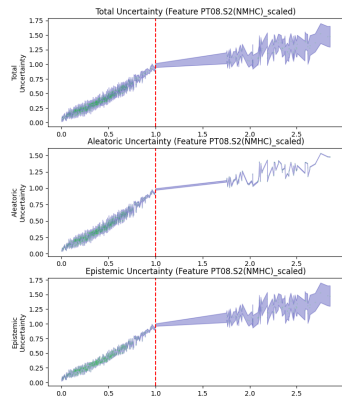 Total Uncertainty (Feature PT08.S2(NMHC)_scaled)
Total
Uncertainty
1.75
1.50
1.25
1.00
0.75
0.50
0.25
0.00
0.0 0.5 1.0 1.5 2.0 2.5
Aleatoric Uncertainty (Feature PT08.S2(NMHC)_scaled)
Aleatoric
Uncertainty
1.50
1.25
1.00
0.75
0.50
0.25
0.00
0.0 0.5 1.0 1.5 2.0 2.5
Epistemic Uncertainty (Feature PT08.S2(NMHC)_scaled)
Epistemic
Uncertainty
1.75
1.50
1.25
1.00
0.75
0.50
0.25
0.00
0.0 0.5 1.0 1.5 2.0 2.5